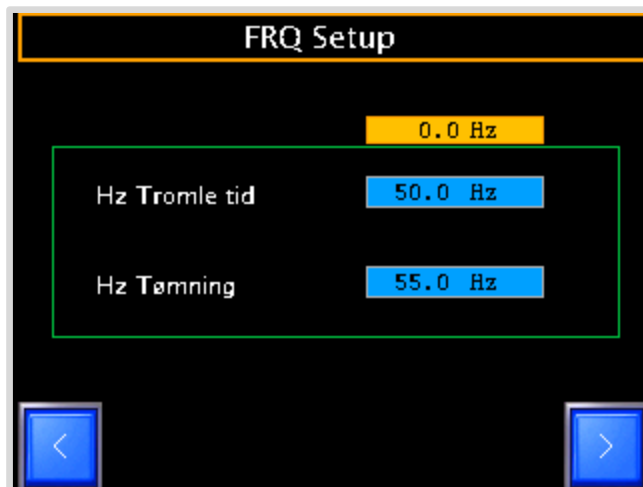 FRQ Setup
0.0 Hz
Hz Tromle tid 50.0 Hz
Hz Tømning 55.0 Hz
< >